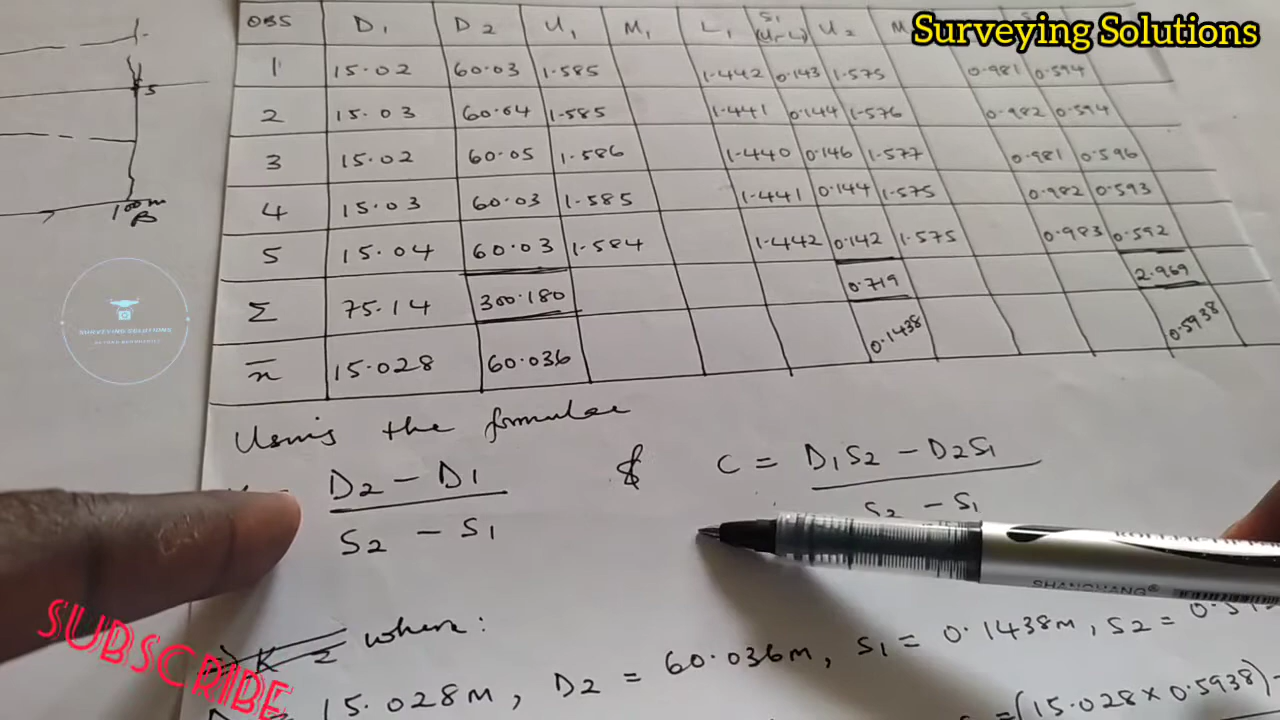 Surveying Solutions
OBS D1 D2 U1 M1 L1 S1 (U-L) U2 M
1 15.02 60.03 1.585 1.442 0.143 1.575 0.981 0.594
2 15.03 60.04 1.585 1.441 0.144 1.576 0.982 0.594
3 15.02 60.05 1.586 1.440 0.146 1.577 0.981 0.596
4 15.03 60.03 1.585 1.441 0.144 1.575 0.982 0.593
5 15.04 60.03 1.584 1.442 0.142 1.575 0.983 0.592
Σ 75.14 300.180 0.719 2.969
x̄ 15.028 60.036 0.1438 0.5938
S
100m
B
SURVEYING SOLUTIONS
Using the formulae
D2 - D1 / S2 - S1 & C = D1S2 - D2S1 / S2 - S1
SHANGHANG
SUBSCRIBE
K = where:
15.028M, D2 = 60.036M, S1 = 0.1438M, S2 =
(15.028 x 0.5938) -